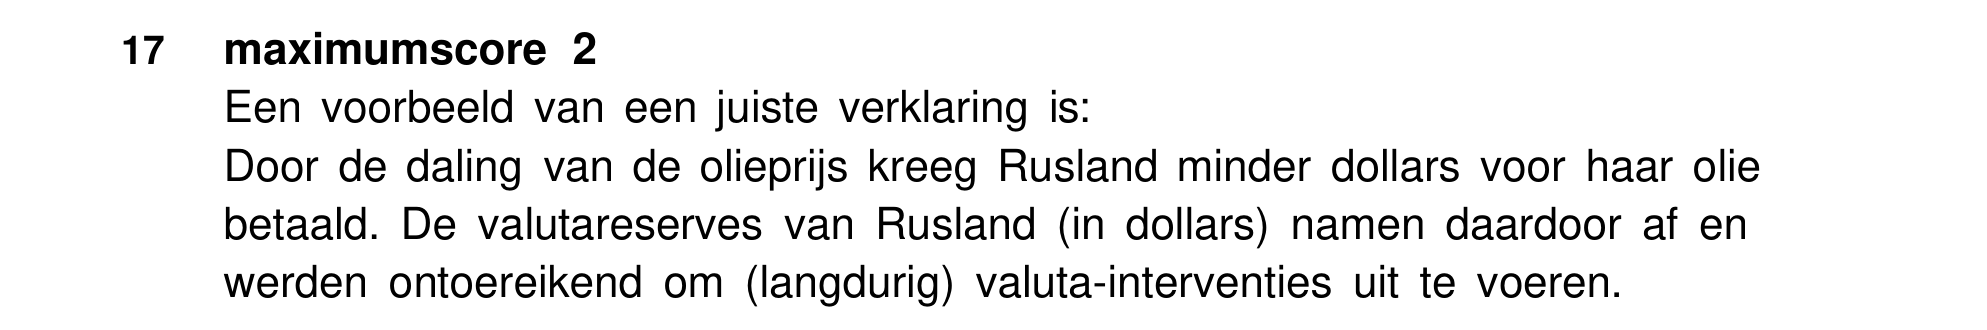 17 maximumscore 2
Een voorbeeld van een juiste verklaring is:
Door de daling van de olieprijs kreeg Rusland minder dollars voor haar olie
betaald. De valutareserves van Rusland (in dollars) namen daardoor af en
werden ontoereikend om (langdurig) valuta-interventies uit te voeren.